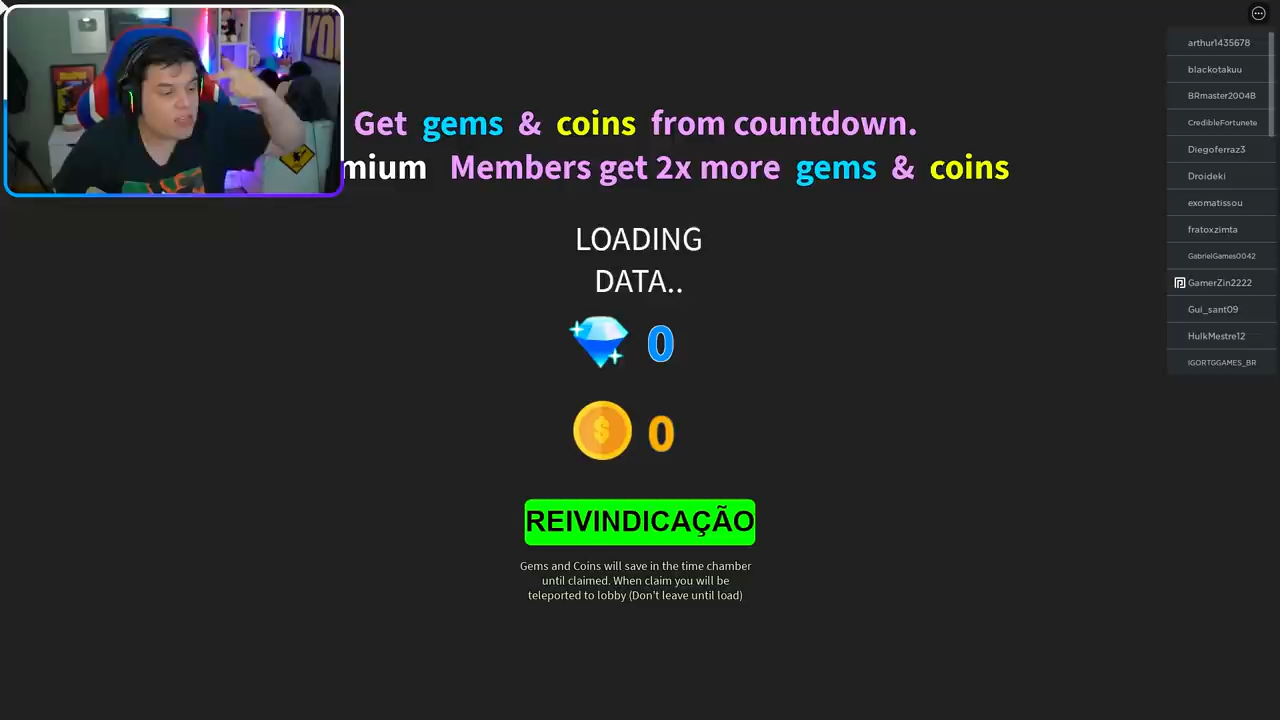 Get gems & coins from countdown.
mium Members get 2x more gems & coins
LOADING
DATA..
0
$
0
REIVINDICAÇÃO
Gems and Coins will save in the time chamber
until claimed. When claim you will be
teleported to lobby (Don't leave until load)
arthur1435678
blackotakuu
BRmaster2004B
CredibleFortunete
Diegoferraz3
Droideki
exomatissou
fratoxzimta
GabrielGames0042
GamerZin2222
Gui_sant09
HulkMestre12
IGORTGGAMES_BR